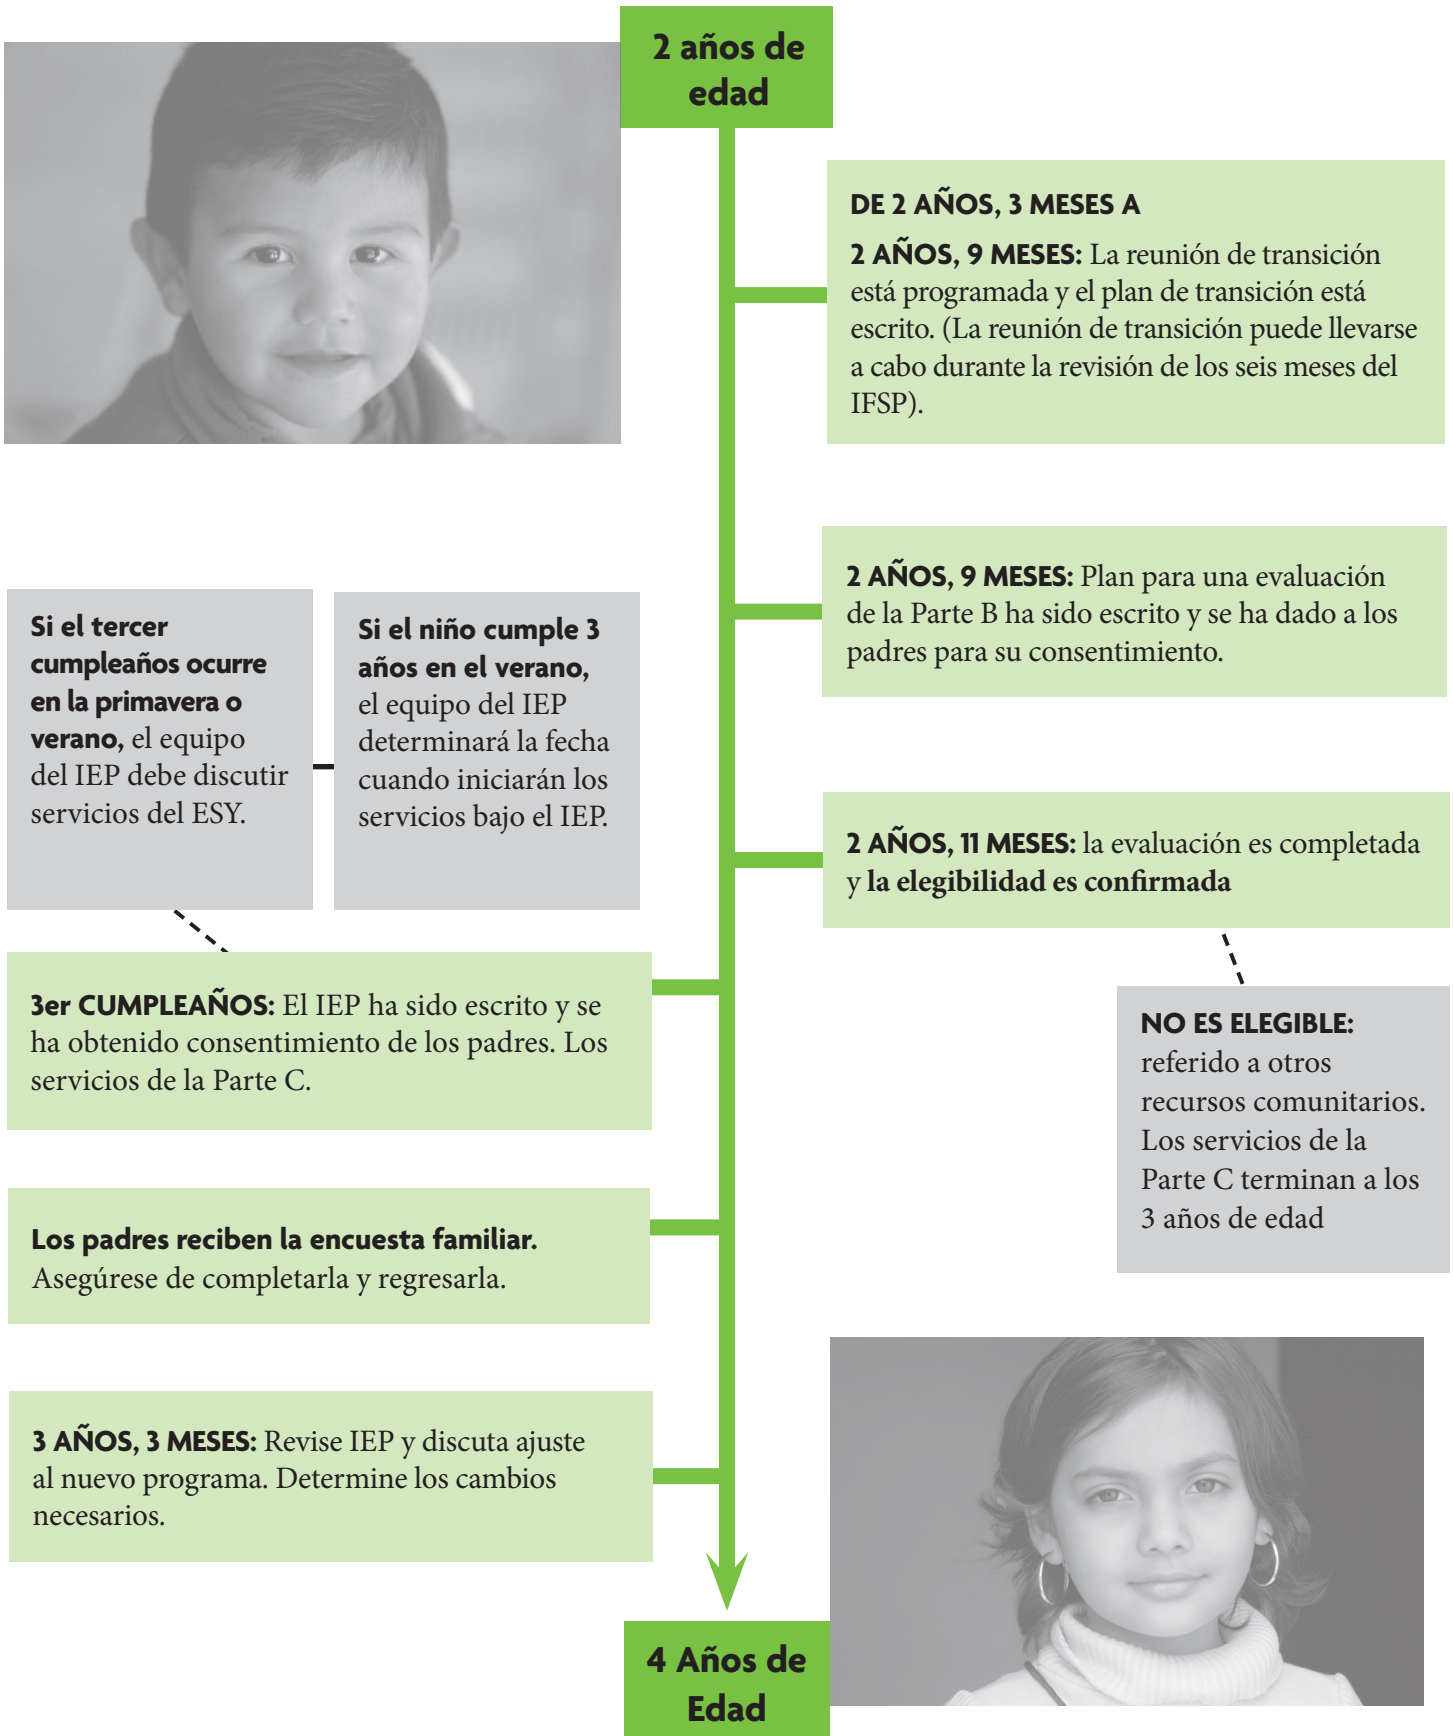 2 años de
edad
DE 2 AÑOS, 3 MESES A
2 AÑOS, 9 MESES: La reunión de transición
está programada y el plan de transición está
escrito. (La reunión de transición puede llevarse
a cabo durante la revisión de los seis meses del
IFSP).
2 AÑOS, 9 MESES: Plan para una evaluación
de la Parte B ha sido escrito y se ha dado a los
padres para su consentimiento.
Si el tercer
cumpleaños ocurre
en la primavera o
verano, el equipo
del IEP debe discutir
servicios del ESY.
Si el niño cumple 3
años en el verano,
el equipo del IEP
determinará la fecha
cuando iniciarán los
servicios bajo el IEP.
2 AÑOS, 11 MESES: la evaluación es completada
y la elegibilidad es confirmada
3er CUMPLEAÑOS: El IEP ha sido escrito y se
ha obtenido consentimiento de los padres. Los
servicios de la Parte C.
NO ES ELEGIBLE:
referido a otros
recursos comunitarios.
Los servicios de la
Parte C terminan a los
3 años de edad
Los padres reciben la encuesta familiar.
Asegúrese de completarla y regresarla.
3 AÑOS, 3 MESES: Revise IEP y discuta ajuste
al nuevo programa. Determine los cambios
necesarios.
4 Años de
Edad